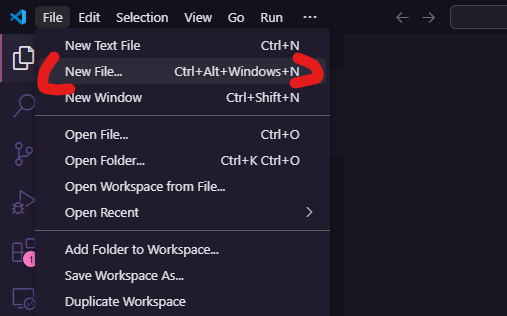 File Edit Selection View Go Run ...
New Text File Ctrl+N
New File... Ctrl+Alt+Windows+N
New Window Ctrl+Shift+N
Open File... Ctrl+O
Open Folder... Ctrl+K Ctrl+O
Open Workspace from File...
Open Recent
1
Add Folder to Workspace...
Save Workspace As...
Duplicate Workspace